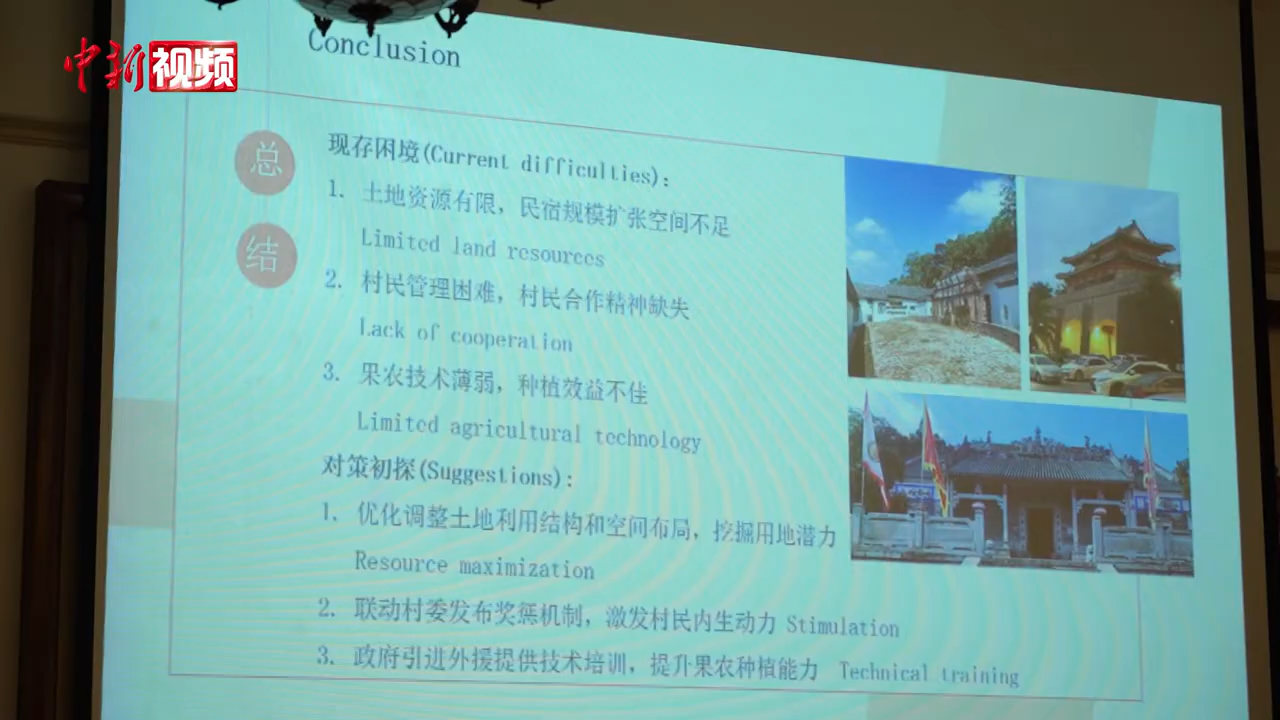 中新视频
Conclusion
总结
现存困境(Current difficulties):
1. 土地资源有限，民宿规模扩张空间不足
Limited land resources
2. 村民管理困难，村民合作精神缺失
Lack of cooperation
3. 果农技术薄弱，种植效益不佳
Limited agricultural technology
对策初探(Suggestions):
1. 优化调整土地利用结构和空间布局，挖掘用地潜力
Resource maximization
2. 联动村委发布奖惩机制，激发村民内生动力 Stimulation
3. 政府引进外援提供技术培训，提升果农种植能力 Technical training